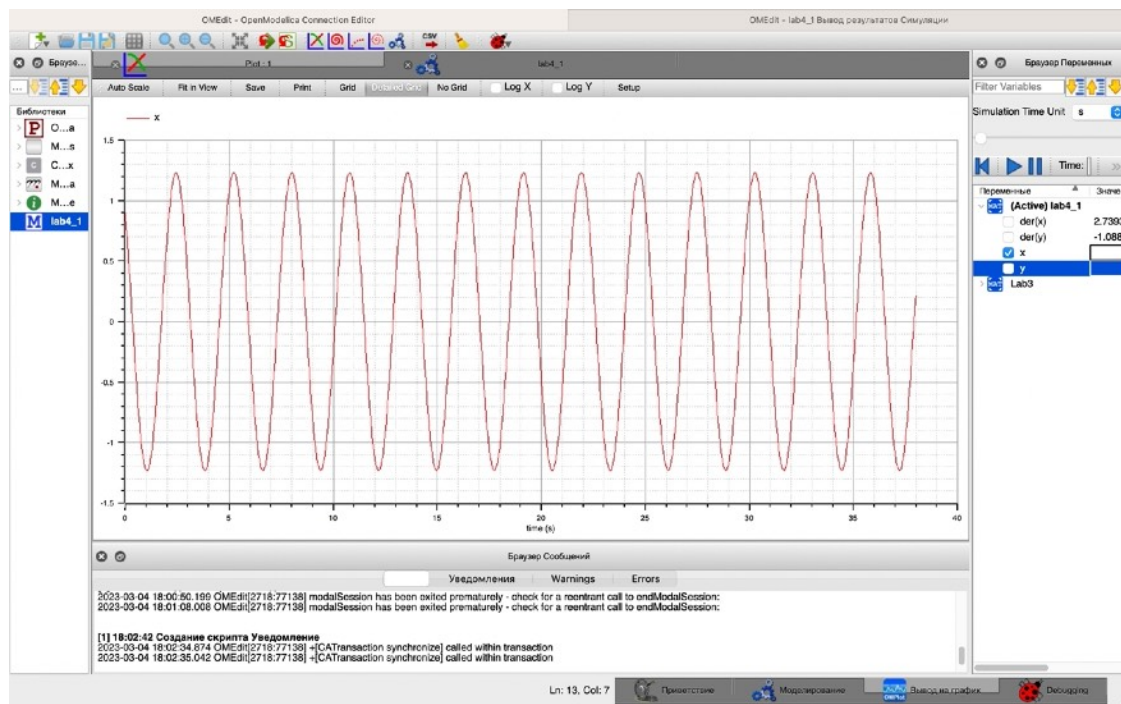 OMEdit - OpenModelica Connection Editor
OMEdit - lab4_1 Вывод результатов Симуляции
CSV
Браузе...
Plot : 1
lab4_1
Браузер Переменных
...
Auto Scale
Fit in View
Save
Print
Grid
Detailed Grid
No Grid
Log X
Log Y
Setup
Filter Variables
Библиотеки
P O...a
M...s
C C...x
M...a
i M...e
M lab4_1
x
Simulation Time Unit s
Time:
Переменные
Значе
(Active) lab4_1
der(x) 2.7393
der(y) -1.088
x
y
Lab3
1.5
1
0.5
0
-0.5
-1
-1.5
0 5 10 15 20 25 30 35 40
time (s)
Браузер Сообщений
Уведомления
Warnings
Errors
2023-03-04 18:00:50.199 OMEdit[2718:77138] modalSession has been exited prematurely - check for a reentrant call to endModalSession:
2023-03-04 18:01:08.008 OMEdit[2718:77138] modalSession has been exited prematurely - check for a reentrant call to endModalSession:
[1] 18:02:42 Создание скрипта Уведомление
2023-03-04 18:02:34.874 OMEdit[2718:77138] +[CATransaction synchronize] called within transaction
2023-03-04 18:02:35.042 OMEdit[2718:77138] +[CATransaction synchronize] called within transaction
Ln: 13, Col: 7
Приветствие
Моделирование
Вывод на график
Debugging